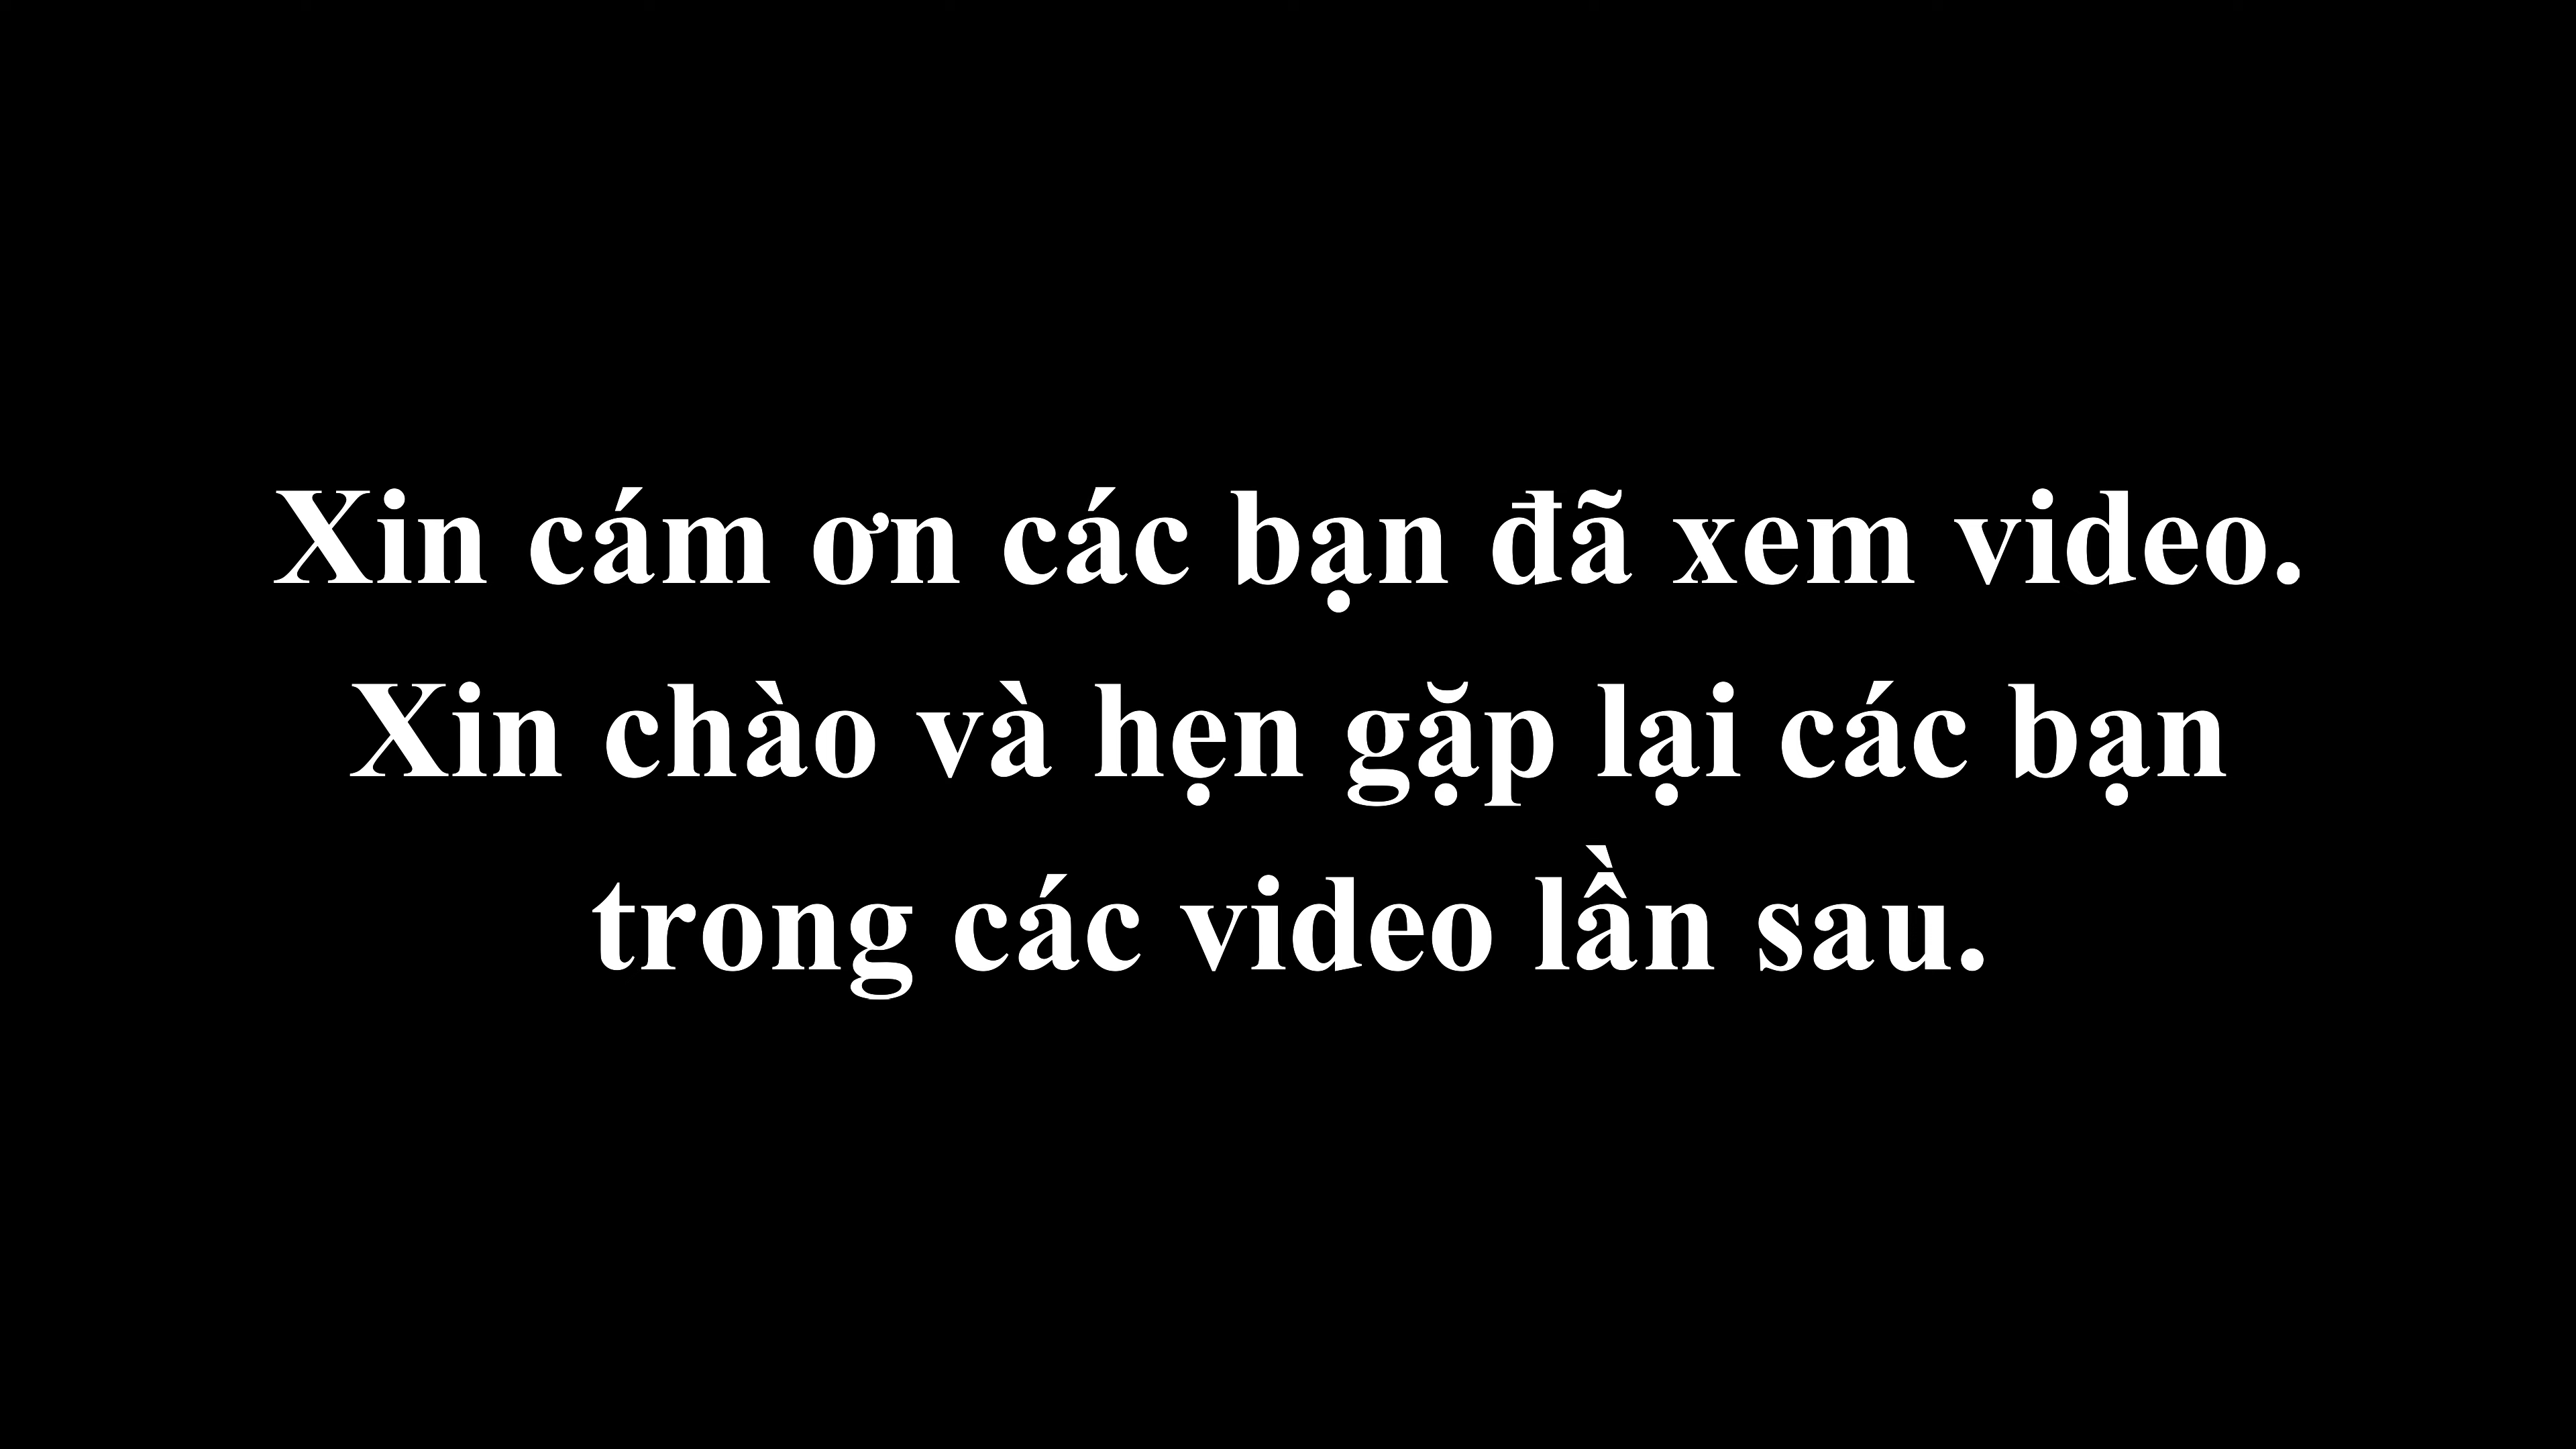 Xin cám ơn các bạn đã xem video.
Xin chào và hẹn gặp lại các bạn
trong các video lần sau.